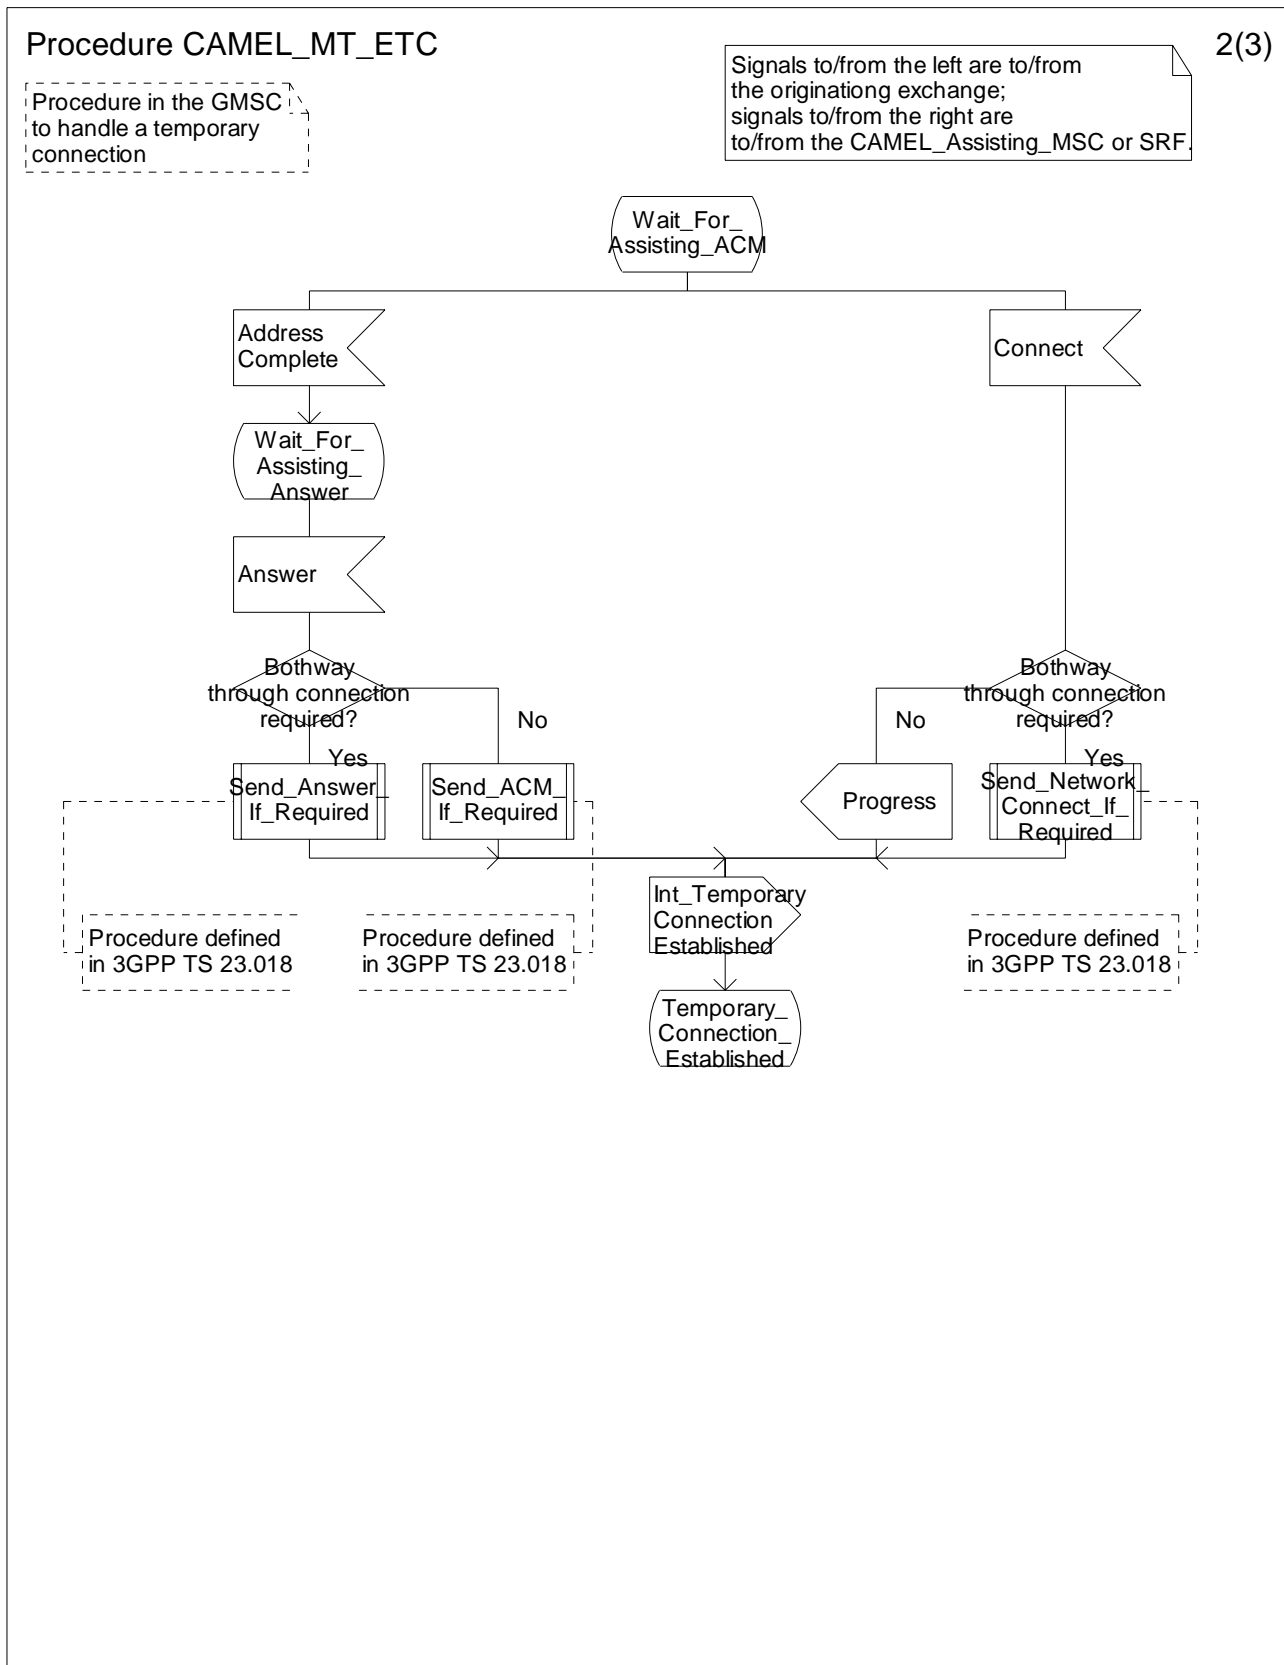 Procedure CAMEL_MT_ETC
2(3)
Procedure in the GMSC
to handle a temporary
connection
Signals to/from the left are to/from
the originationg exchange;
signals to/from the right are
to/from the CAMEL_Assisting_MSC or SRF.
Wait_For_
Assisting_ACM
Address
Complete
Connect
Wait_For_
Assisting_
Answer
Answer
Bothway
through connection
required?
No
Yes
Bothway
through connection
required?
No
Yes
Send_Answer_
If_Required
Send_ACM_
If_Required
Progress
Send_Network_
Connect_If_
Required
Int_Temporary
Connection
Established
Procedure defined
in 3GPP TS 23.018
Procedure defined
in 3GPP TS 23.018
Procedure defined
in 3GPP TS 23.018
Temporary_
Connection_
Established